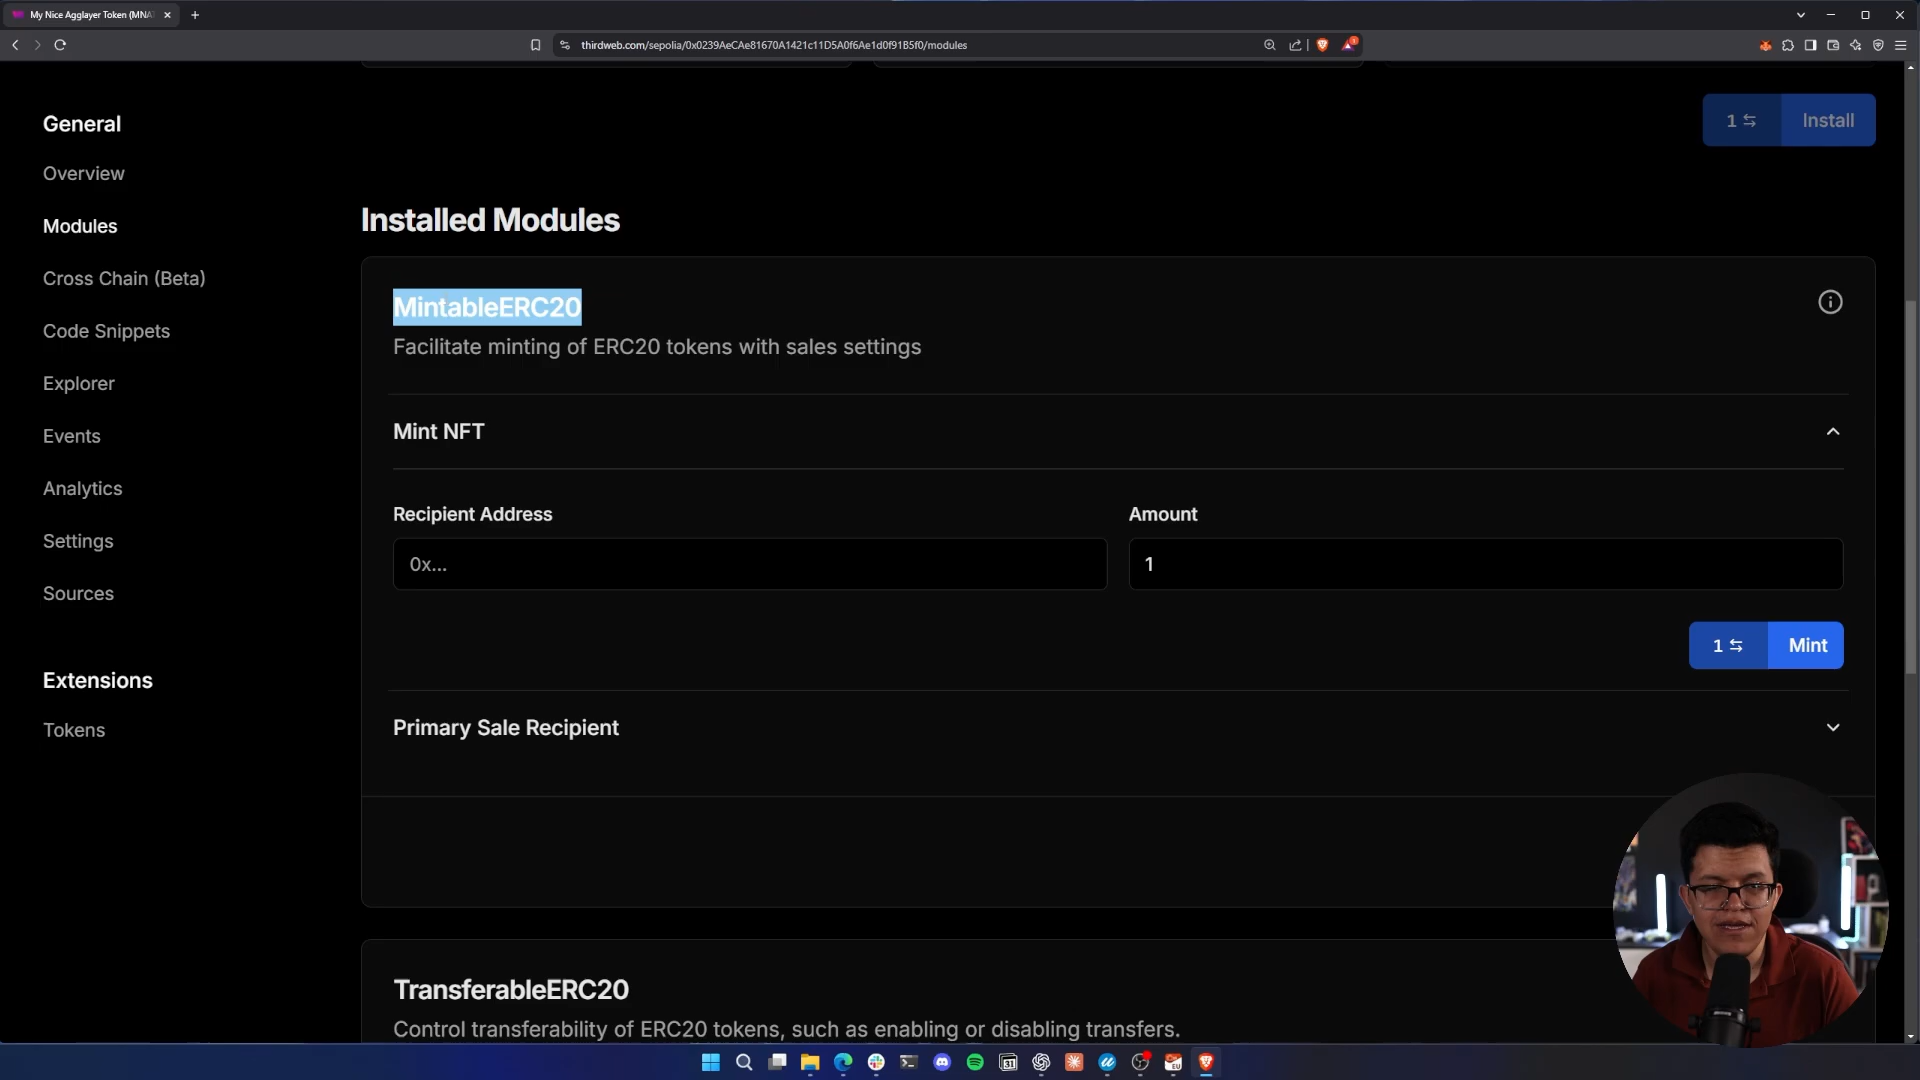 My Nice Agglayer Token (MNA
thirdweb.com/sepolia/0x0239AeCAe81670A1421c11D5A0f6Ae1d0f91B5f0/modules
General
Overview
Modules
Cross Chain (Beta)
Code Snippets
Explorer
Events
Analytics
Settings
Sources
Extensions
Tokens
1
Install
Installed Modules
MintableERC20
Facilitate minting of ERC20 tokens with sales settings
Mint NFT
Recipient Address
Amount
0x...
1
1
Mint
Primary Sale Recipient
TransferableERC20
Control transferability of ERC20 tokens, such as enabling or disabling transfers.